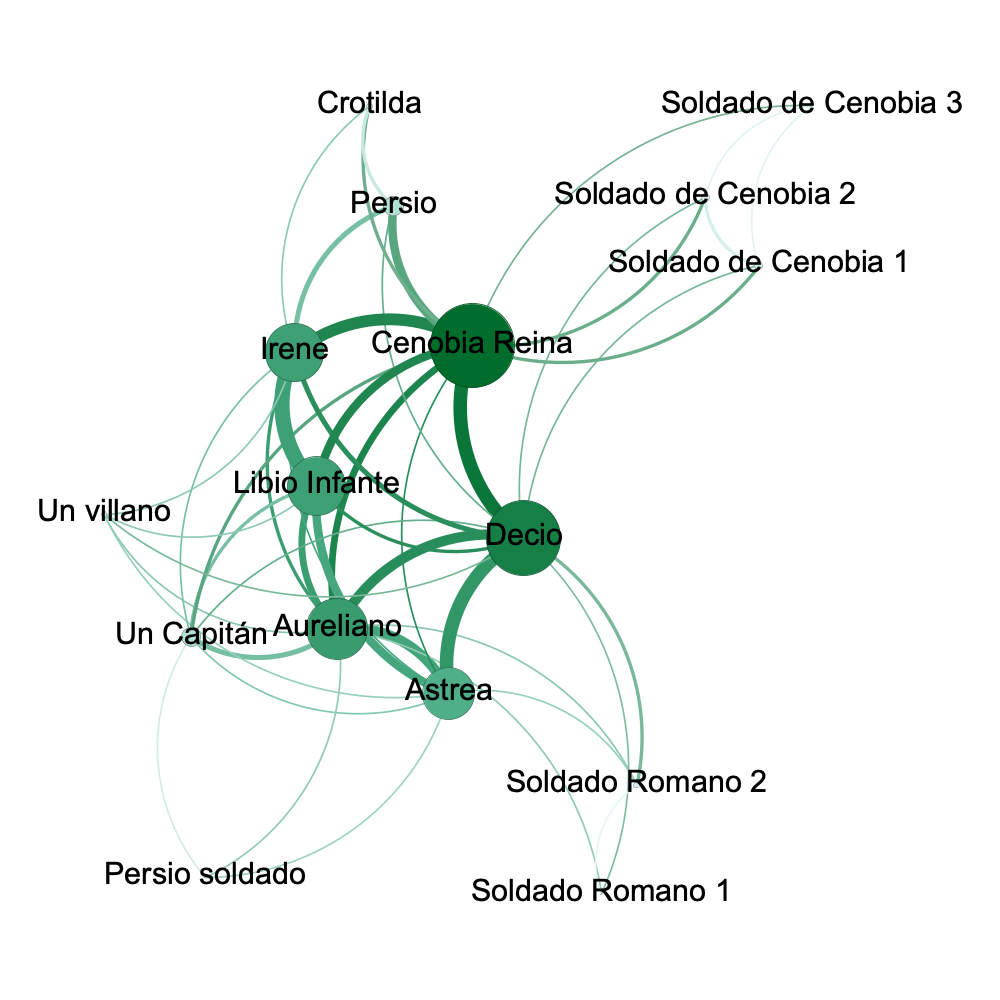 Crotilda
Soldado de Cenobia 3
Soldado de Cenobia 2
Persio
Soldado de Cenobia 1
Irene
Cenobia Reina
Libio Infante
Un villano
Decio
Un Capitán
Aureliano
Astrea
Soldado Romano 2
Persio soldado
Soldado Romano 1